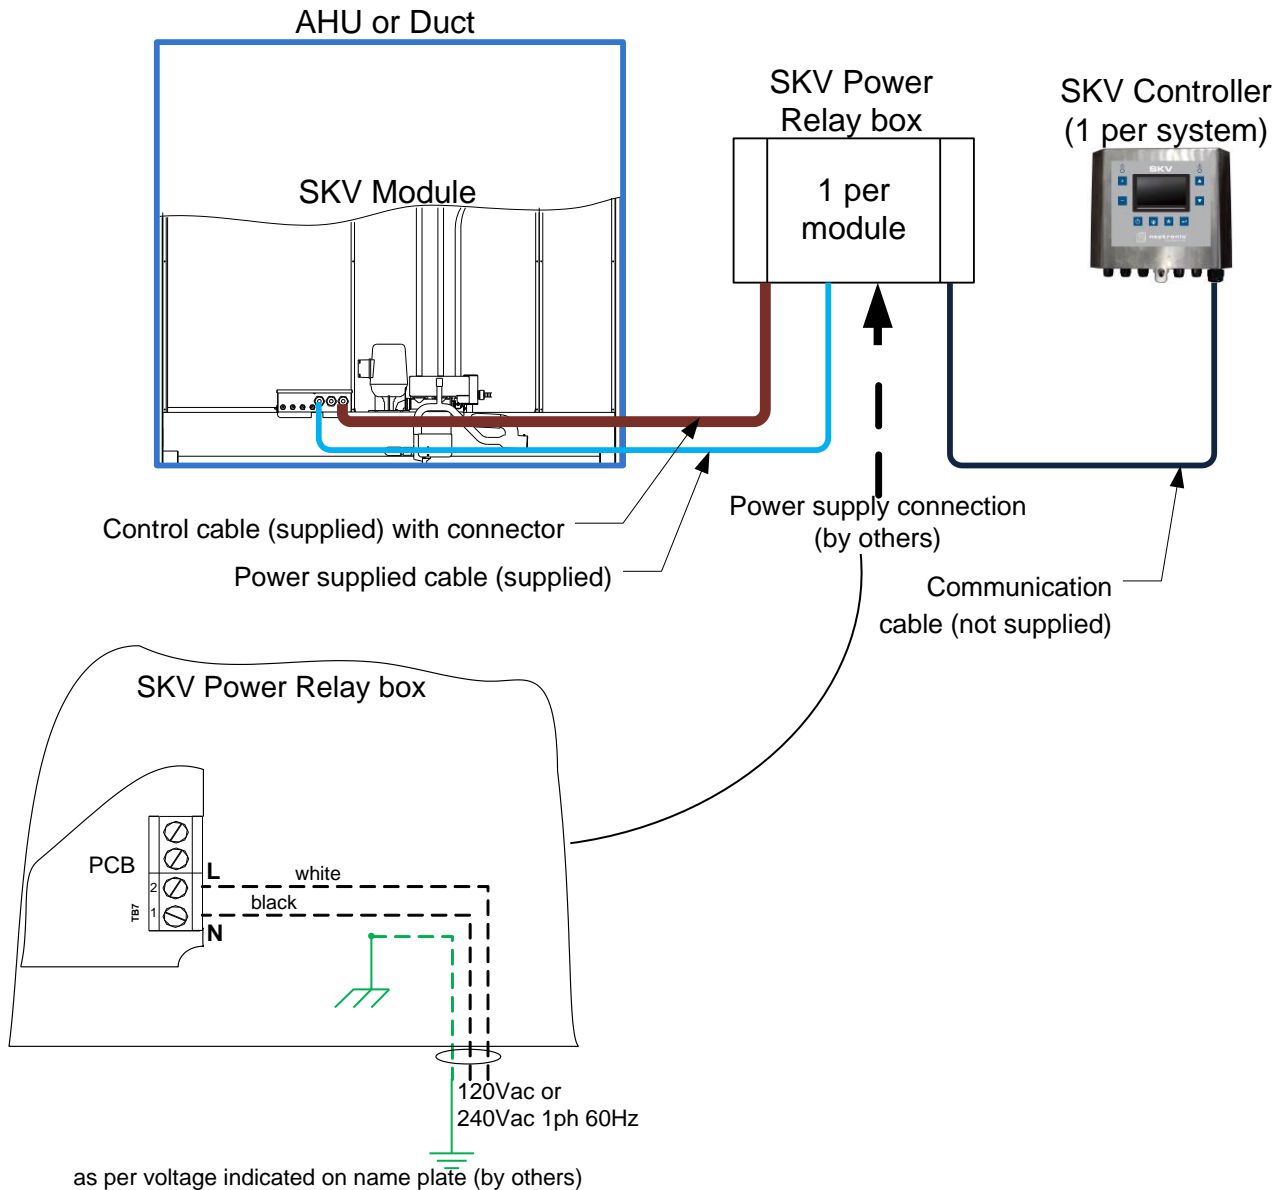 AHU or Duct
SKV Power
Relay box
SKV Controller
(1 per system)
SKV Module
1 per
module
SKV
neptronic
Control cable (supplied) with connector
Power supplied cable (supplied)
Power supply connection
(by others)
Communication
cable (not supplied)
SKV Power Relay box
PCB
L
white
2
black
TB7
1
N
120Vac or
240Vac 1ph 60Hz
as per voltage indicated on name plate (by others)